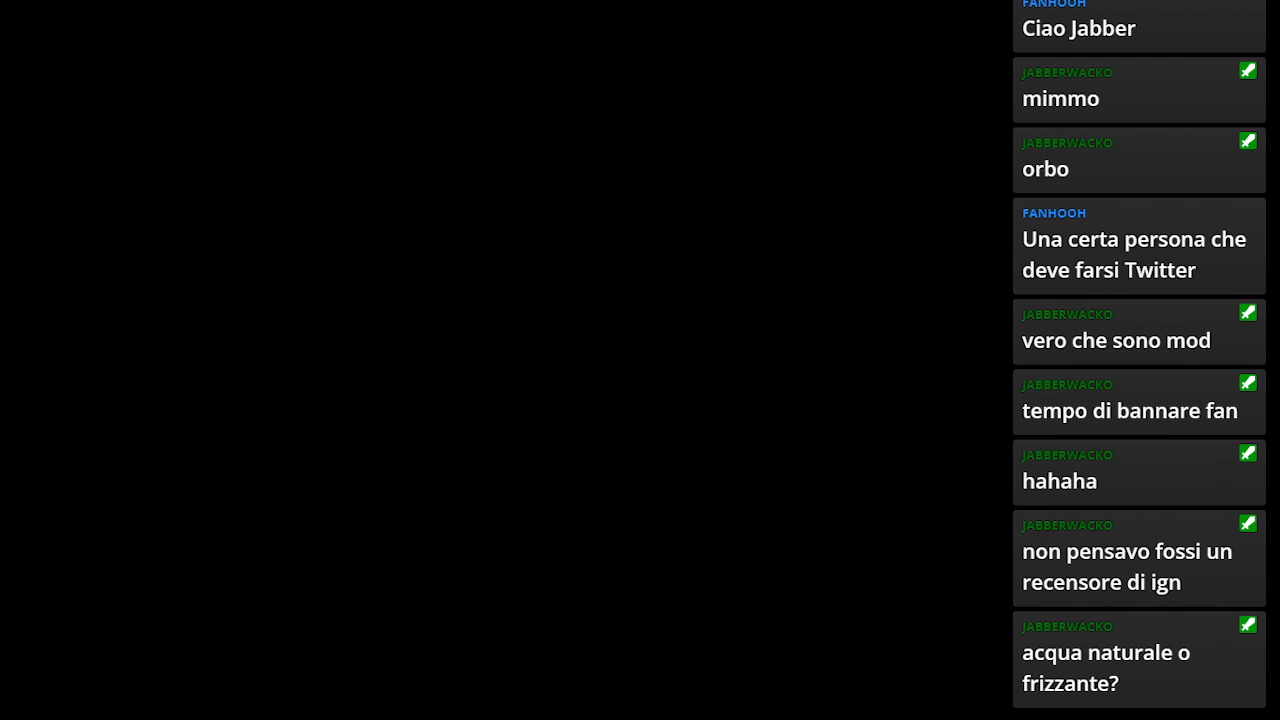 FANHOOH
Ciao Jabber
JABBERWACKO
mimmo
JABBERWACKO
orbo
FANHOOH
Una certa persona che
deve farsi Twitter
JABBERWACKO
vero che sono mod
JABBERWACKO
tempo di bannare fan
JABBERWACKO
hahaha
JABBERWACKO
non pensavo fossi un
recensore di ign
JABBERWACKO
acqua naturale o
frizzante?